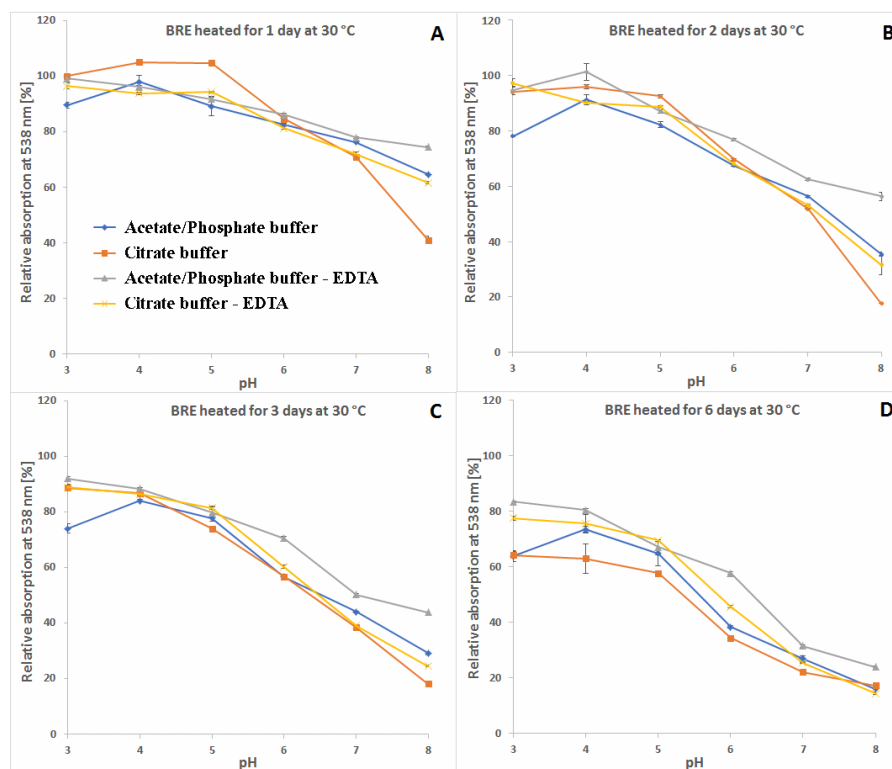 BRE heated for 1 day at 30 °C
A
Relative absorption at 538 nm [%]
120
100
80
60
40
20
0
Acetate/Phosphate buffer
Citrate buffer
Acetate/Phosphate buffer - EDTA
Citrate buffer - EDTA
3 4 5 6 7 8
pH
BRE heated for 2 days at 30 °C
B
Relative absorption at 538 nm [%]
120
100
80
60
40
20
0
3 4 5 6 7 8
pH
BRE heated for 3 days at 30 °C
C
Relative absorption at 538 nm [%]
120
100
80
60
40
20
0
3 4 5 6 7 8
pH
BRE heated for 6 days at 30 °C
D
Relative absorption at 538 nm [%]
120
100
80
60
40
20
0
3 4 5 6 7 8
pH